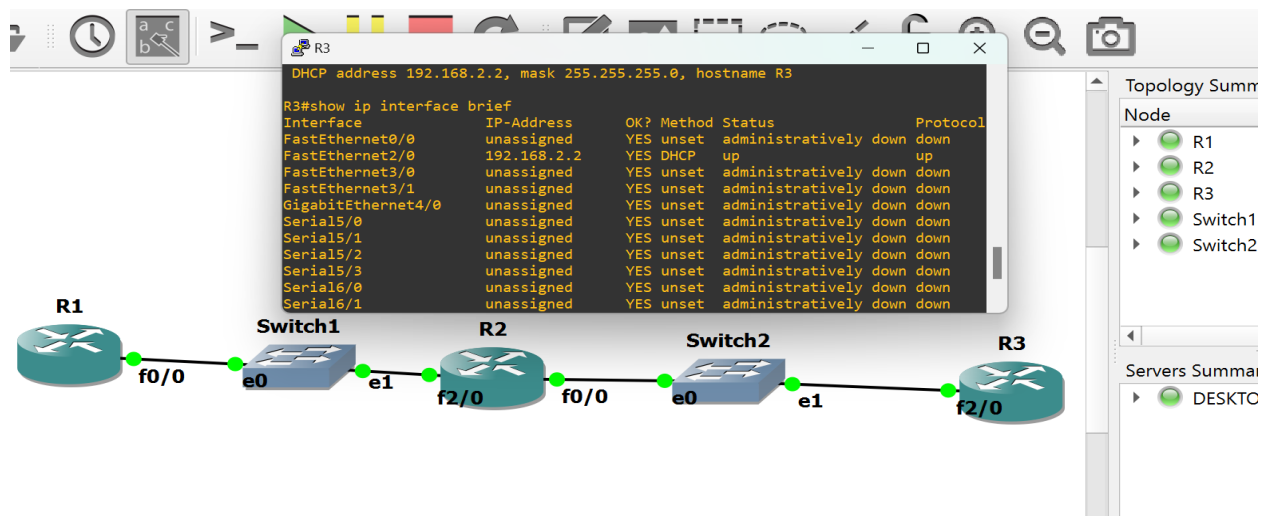 a c
b
>_
R3
DHCP address 192.168.2.2, mask 255.255.255.0, hostname R3
R3#show ip interface brief
Interface IP-Address OK? Method Status Protocol
FastEthernet0/0 unassigned YES unset administratively down down
FastEthernet2/0 192.168.2.2 YES DHCP up up
FastEthernet3/0 unassigned YES unset administratively down down
FastEthernet3/1 unassigned YES unset administratively down down
GigabitEthernet4/0 unassigned YES unset administratively down down
Serial5/0 unassigned YES unset administratively down down
Serial5/1 unassigned YES unset administratively down down
Serial5/2 unassigned YES unset administratively down down
Serial5/3 unassigned YES unset administratively down down
Serial6/0 unassigned YES unset administratively down down
Serial6/1 unassigned YES unset administratively down down
R1
Switch1
R2
Switch2
R3
f0/0
e0
e1
f2/0
f0/0
e0
e1
f2/0
Topology Summ
Node
R1
R2
R3
Switch1
Switch2
Servers Summar
DESKTO